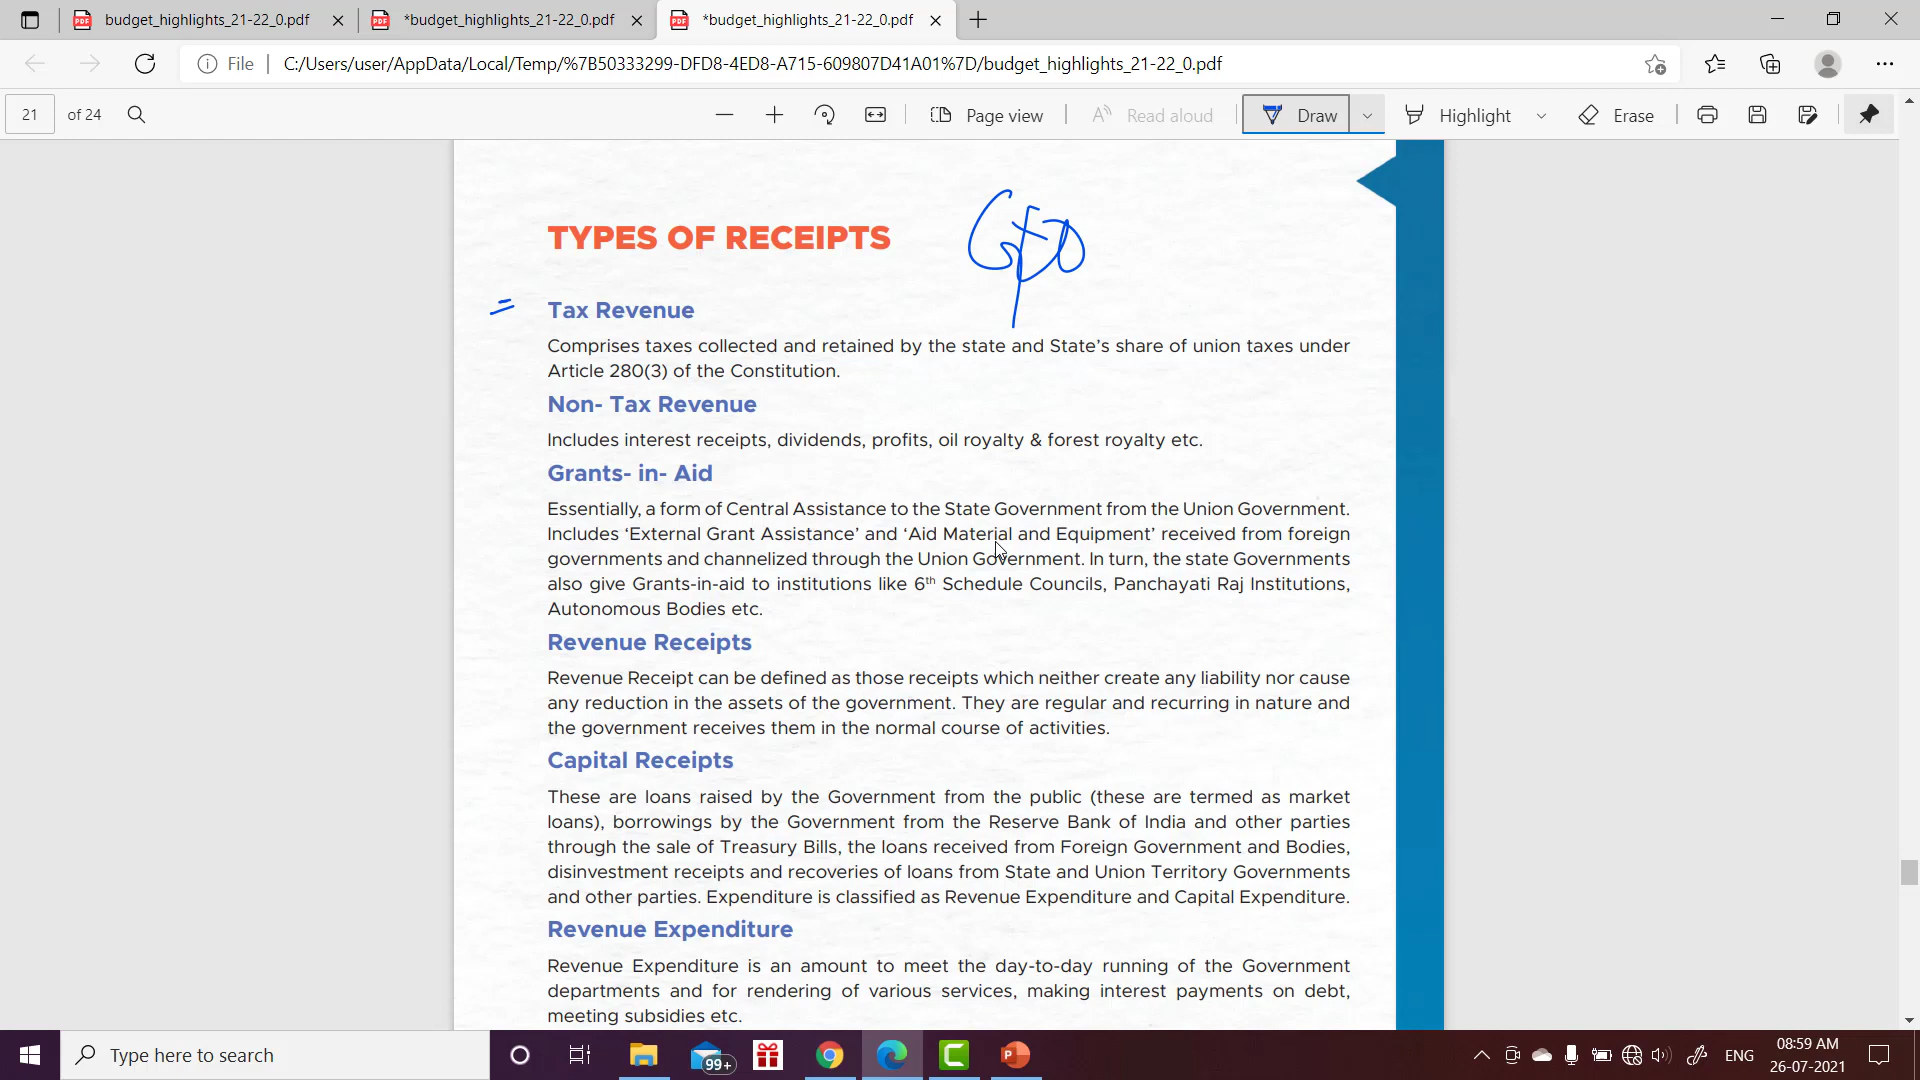 budget_highlights_21-22_0.pdf
*budget_highlights_21-22_0.pdf
*budget_highlights_21-22_0.pdf
File
C:/Users/user/AppData/Local/Temp/%7B50333299-DFD8-4ED8-A715-609807D41A01%7D/budget_highlights_21-22_0.pdf
21 of 24
Page view
Read aloud
Draw
Highlight
Erase
TYPES OF RECEIPTS
Tax Revenue
Comprises taxes collected and retained by the state and State's share of union taxes under
Article 280(3) of the Constitution.
Non- Tax Revenue
Includes interest receipts, dividends, profits, oil royalty & forest royalty etc.
Grants- in- Aid
Essentially, a form of Central Assistance to the State Government from the Union Government.
Includes ‘External Grant Assistance’ and ‘Aid Material and Equipment’ received from foreign
governments and channelized through the Union Government. In turn, the state Governments
also give Grants-in-aid to institutions like 6th Schedule Councils, Panchayati Raj Institutions,
Autonomous Bodies etc.
Revenue Receipts
Revenue Receipt can be defined as those receipts which neither create any liability nor cause
any reduction in the assets of the government. They are regular and recurring in nature and
the government receives them in the normal course of activities.
Capital Receipts
These are loans raised by the Government from the public (these are termed as market
loans), borrowings by the Government from the Reserve Bank of India and other parties
through the sale of Treasury Bills, the loans received from Foreign Government and Bodies,
disinvestment receipts and recoveries of loans from State and Union Territory Governments
and other parties. Expenditure is classified as Revenue Expenditure and Capital Expenditure.
Revenue Expenditure
Revenue Expenditure is an amount to meet the day-to-day running of the Government
departments and for rendering of various services, making interest payments on debt,
meeting subsidies etc.
Type here to search
99+
ENG
08:59 AM
26-07-2021